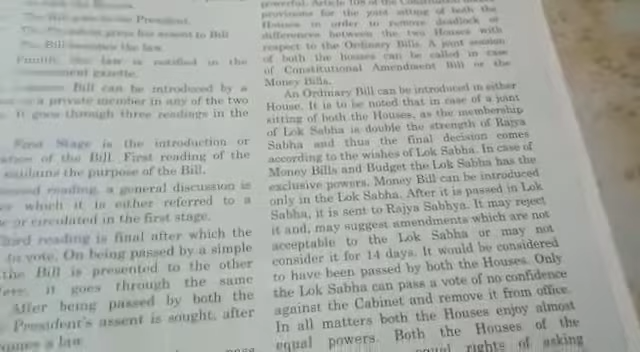 President.
gives his assent to Bill
The Bill becomes the law.
Finally, the law is notified in the
gazette.
Bill can be introduced by a
a private member in any of the two
It goes through three readings in the
First Stage is the introduction or
of the Bill. First reading of the
explains the purpose of the Bill.
reading, a general discussion is
which it is either referred to a
or circulated in the first stage.
Third reading is final after which the
to vote. On being passed by a simple
the Bill is presented to the other
it goes through the same
After being passed by both the
President's assent is sought, after
a law
powerful. Article 108 of the Constitution
provisions for the joint sitting of both the
Houses in order to remove deadlock or
differences between the two Houses with
respect to the Ordinary Bills. A joint session
of both the houses can be called in case
of Constitutional Amendment Bill or the
Money Bills.
An Ordinary Bill can be introduced in either
House. It is to be noted that in case of a joint
sitting of both the Houses, as the membership
of Lok Sabha is double the strength of Rajya
Sabha and thus the final decision comes
according to the wishes of Lok Sabha. In case of
Money Bills and Budget the Lok Sabha has the
exclusive powers. Money Bill can be introduced
only in the Lok Sabha. After it is passed in Lok
Sabha, it is sent to Rajya Sabhya. It may reject
it and, may suggest amendments which are not
acceptable to the Lok Sabha or may not
consider it for 14 days. It would be considered
to have been passed by both the Houses. Only
the Lok Sabha can pass a vote of no confidence
against the Cabinet and remove it from office.
In all matters both the Houses enjoy almost
equal powers. Both the Houses of the
equal rights of asking